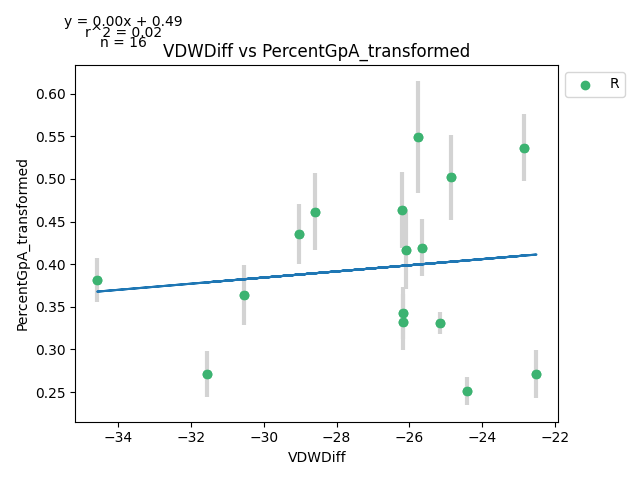 y = 0.00x + 0.49
r^2 = 0.02
n = 16
VDWDiff vs PercentGpA_transformed
R
PercentGpA_transformed
0.60
0.55
0.50
0.45
0.40
0.35
0.30
0.25
−34 −32 −30 −28 −26 −24 −22
VDWDiff